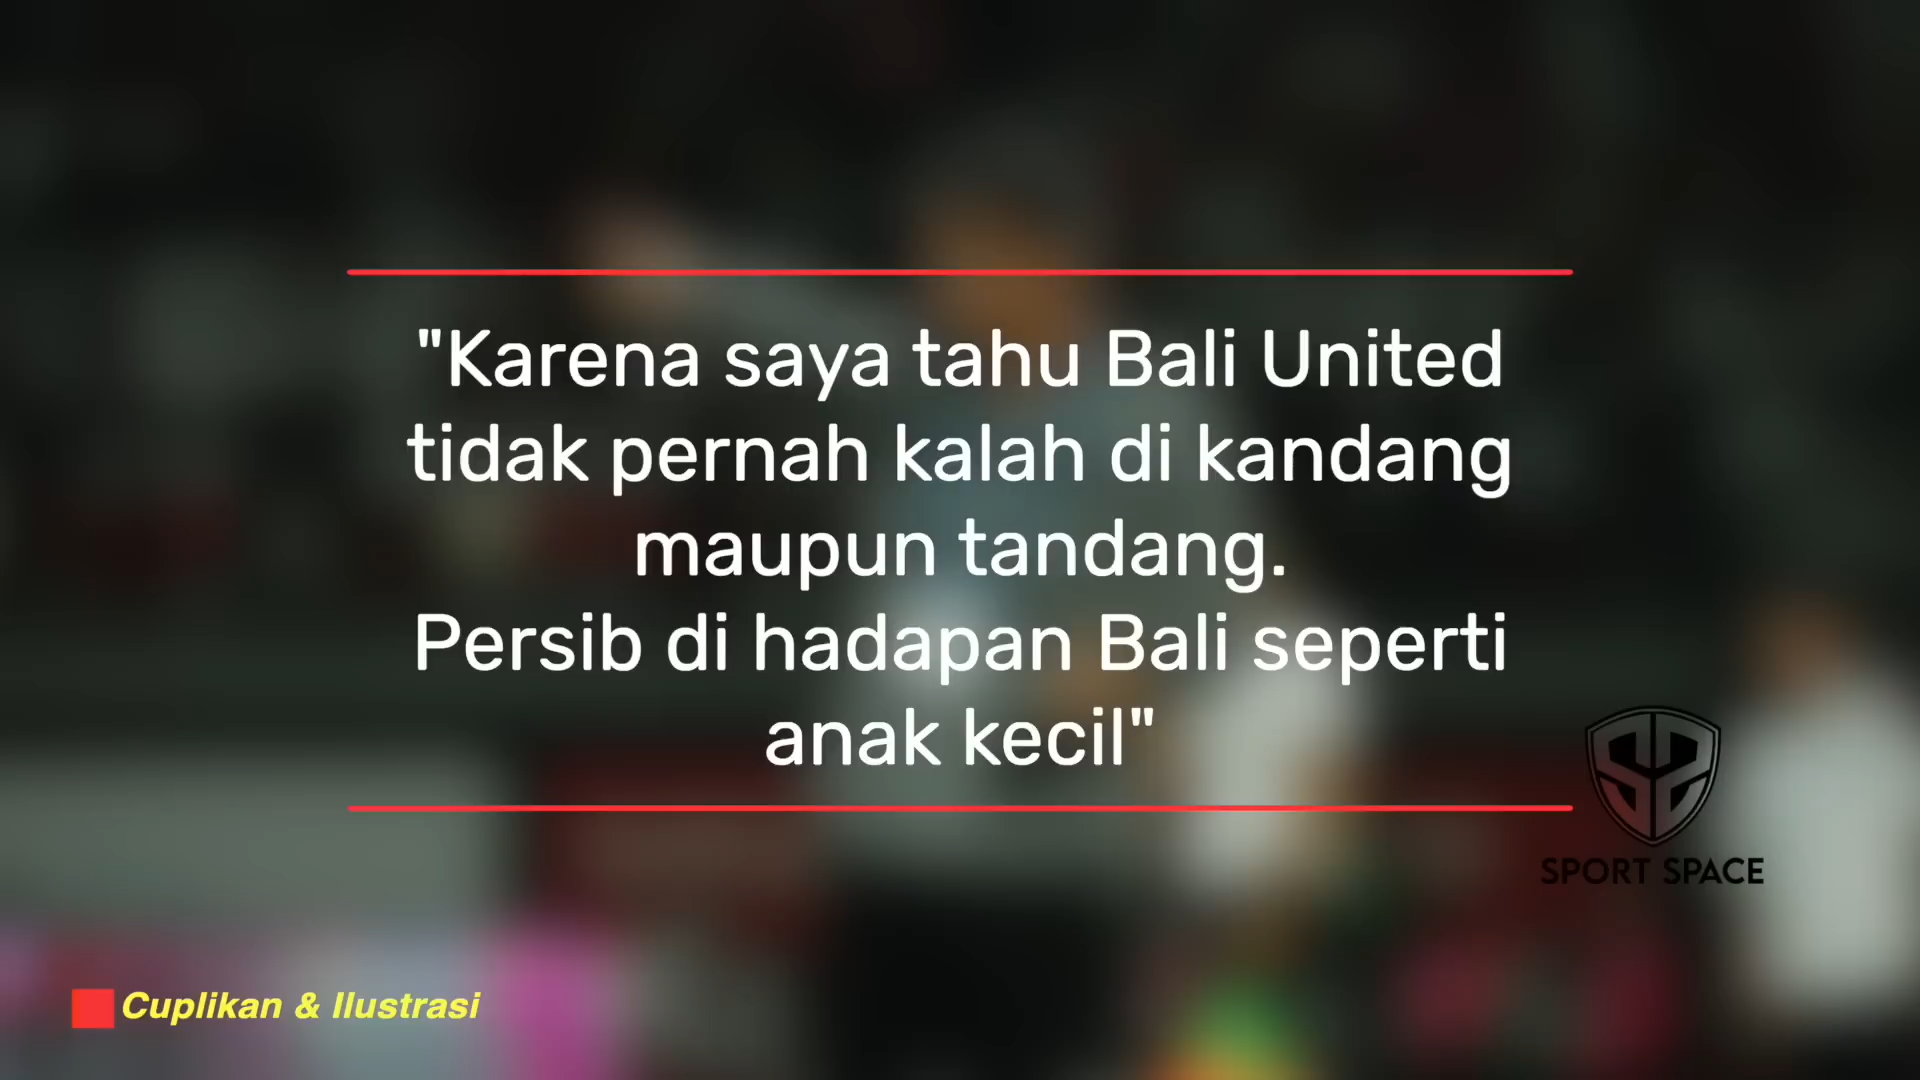 "Karena saya tahu Bali United
tidak pernah kalah di kandang
maupun tandang.
Persib di hadapan Bali seperti
anak kecil"
SPORT SPACE
Cuplikan & Ilustrasi